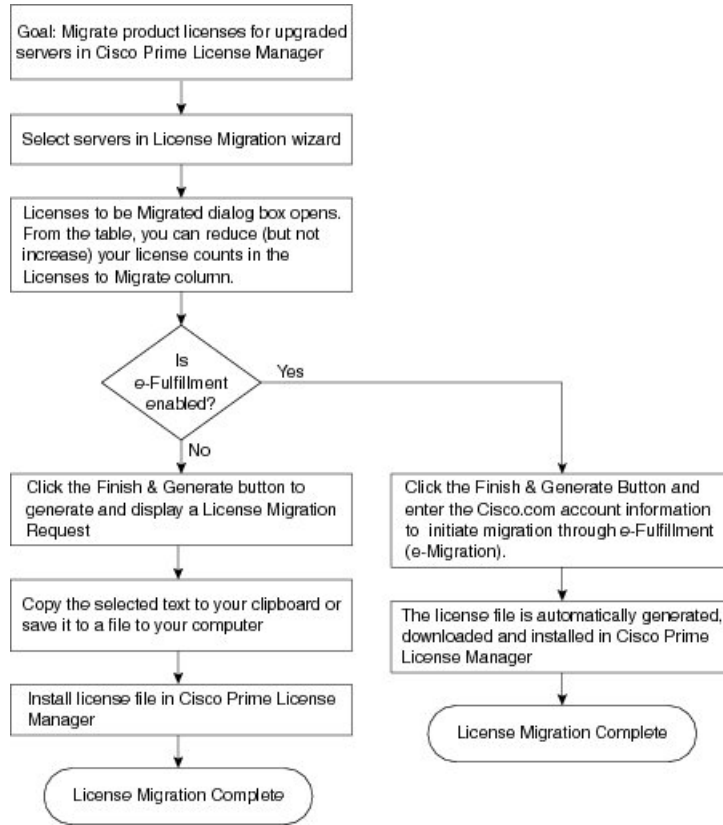 Goal: Migrate product licenses for upgraded
servers in Cisco Prime License Manager
Select servers in License Migration wizard
Licenses to be Migrated dialog box opens.
From the table, you can reduce (but not
increase) your license counts in the
Licenses to Migrate column.
Is
e-Fulfillment
enabled?
Yes
No
Click the Finish & Generate button to
generate and display a License Migration
Request
Copy the selected text to your clipboard or
save it to a file to your computer
Install license file in Cisco Prime License
Manager
License Migration Complete
Click the Finish & Generate Button and
enter the Cisco.com account information
to initiate migration through e-Fulfillment
(e-Migration).
The license file is automatically generated,
downloaded and installed in Cisco Prime
License Manager
License Migration Complete